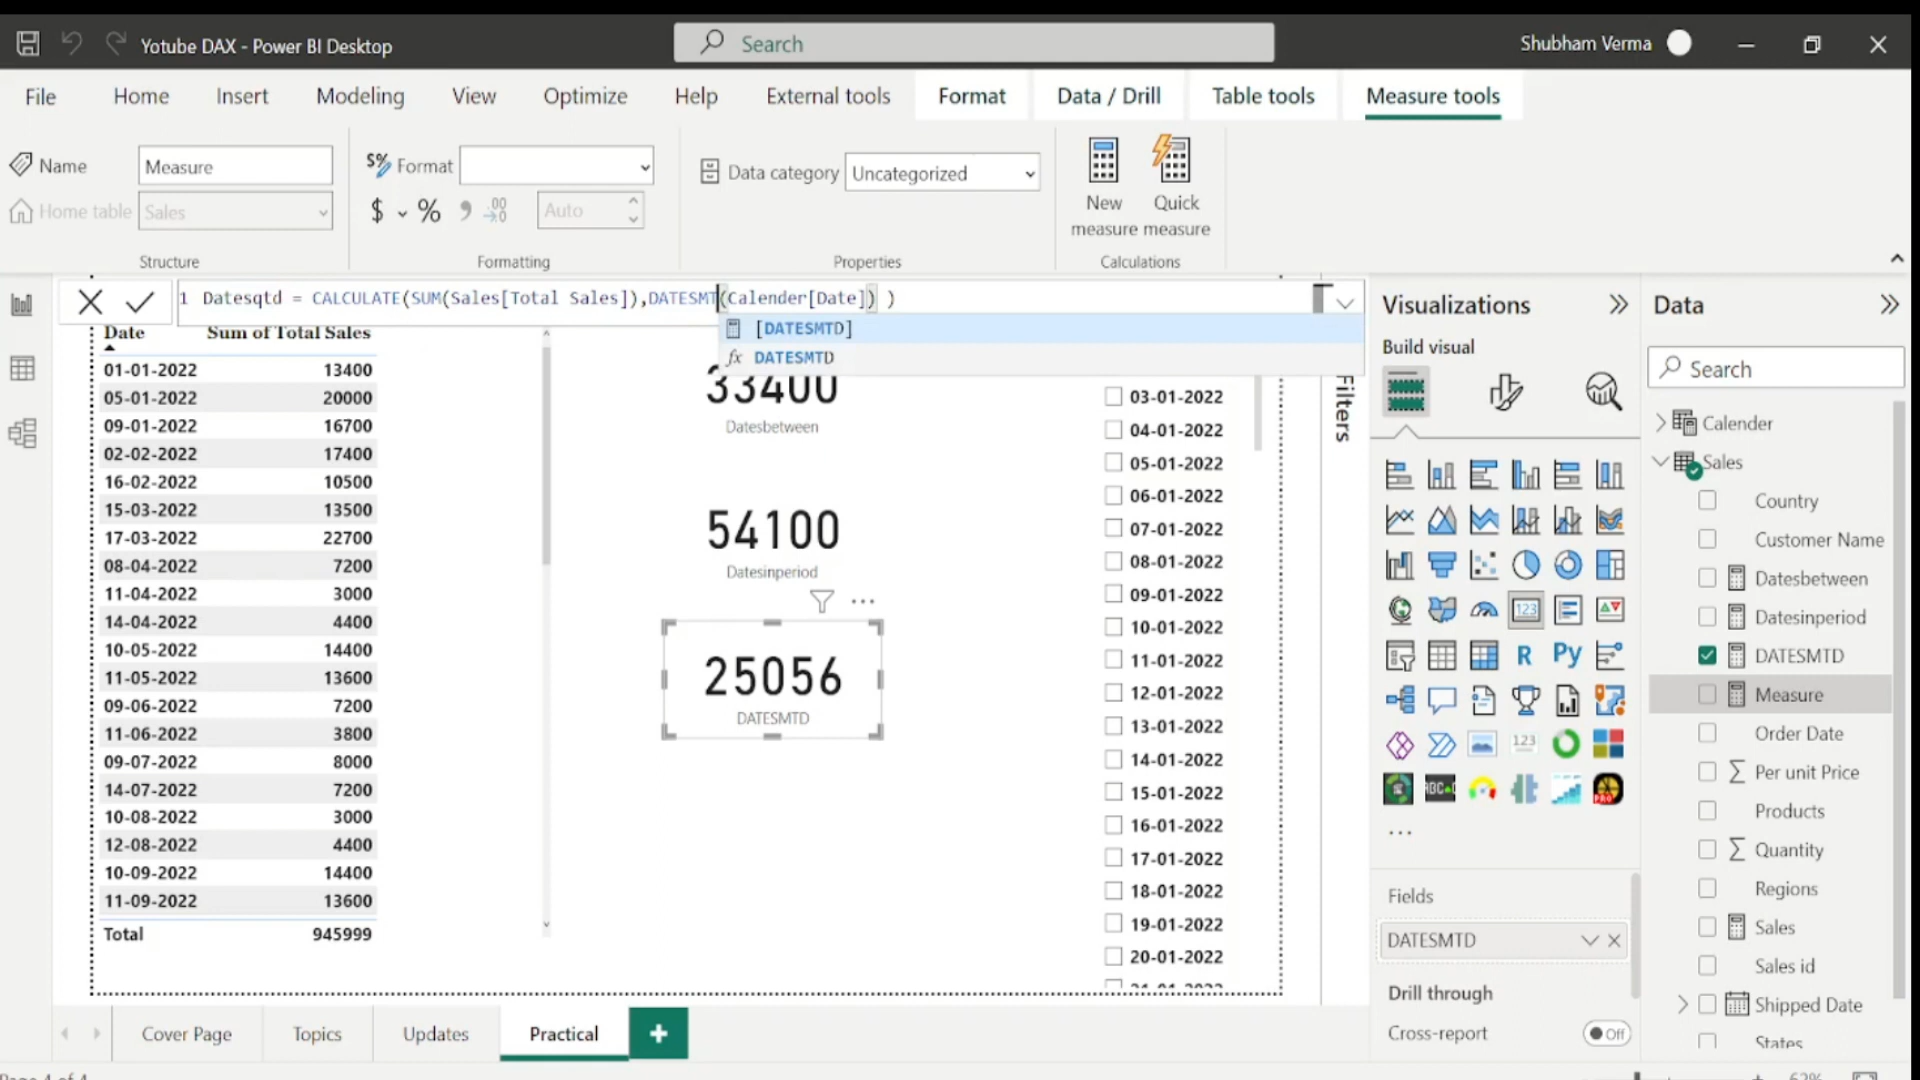 Yotube DAX - Power BI Desktop
Search
Shubham Verma
File
Home
Insert
Modeling
View
Optimize
Help
External tools
Format
Data / Drill
Table tools
Measure tools
Name
Measure
Home table
Sales
Structure
$% Format
$ % 
Auto
Formatting
Data category
Uncategorized
Properties
New measure
Quick measure
Calculations
1 Datesqtd = CALCULATE(SUM(Sales[Total Sales]),DATESMT(Calender[Date]) )
[DATESMTD]
fx DATESMTD
Date Sum of Total Sales
01-01-2022 13400
05-01-2022 20000
09-01-2022 16700
02-02-2022 17400
16-02-2022 10500
15-03-2022 13500
17-03-2022 22700
08-04-2022 7200
11-04-2022 3000
14-04-2022 4400
10-05-2022 14400
11-05-2022 13600
09-06-2022 7200
11-06-2022 3800
09-07-2022 8000
14-07-2022 7200
10-08-2022 3000
12-08-2022 4400
10-09-2022 14400
11-09-2022 13600
Total 945999
33400
Datesbetween
54100
Datesinperiod
25056
DATESMTD
03-01-2022
04-01-2022
05-01-2022
06-01-2022
07-01-2022
08-01-2022
09-01-2022
10-01-2022
11-01-2022
12-01-2022
13-01-2022
14-01-2022
15-01-2022
16-01-2022
17-01-2022
18-01-2022
19-01-2022
20-01-2022
Filters
Visualizations
Build visual
123
R
Py
123
ABC
PRO
...
Fields
DATESMTD
Drill through
Cross-report
Off
Data
Search
Calender
Sales
Country
Customer Name
Datesbetween
Datesinperiod
DATESMTD
Measure
Order Date
Per unit Price
Products
Quantity
Regions
Sales
Sales id
Shipped Date
States
Cover Page
Topics
Updates
Practical
+
Page 4 of 4
62%